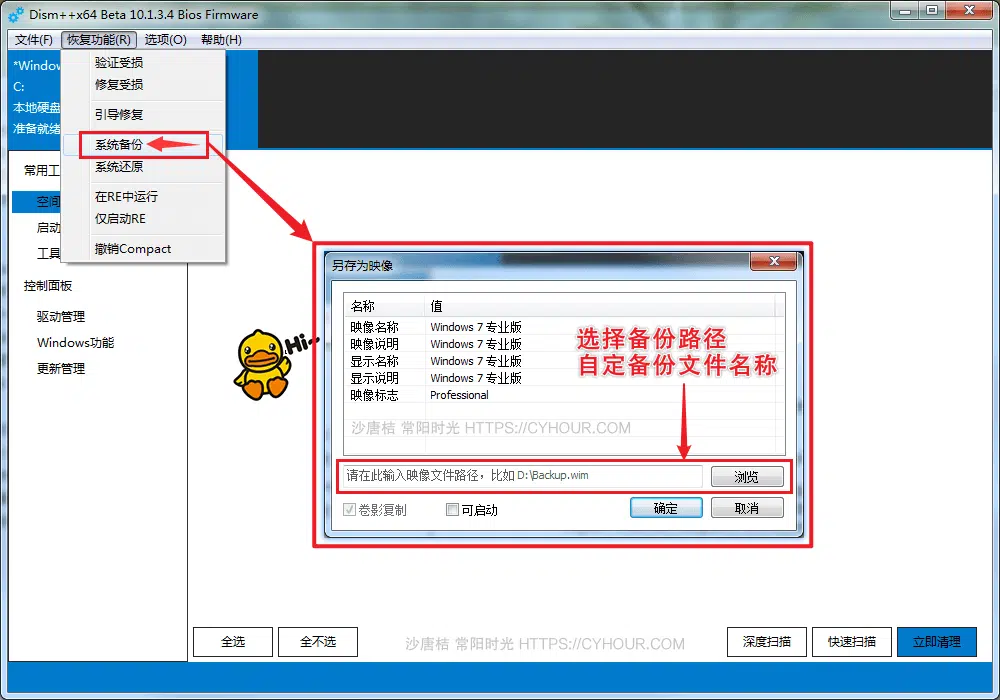 Dism++x64 Beta 10.1.3.4 Bios Firmware
文件(F) 恢复功能(R) 选项(O) 帮助(H)
*Window
C:
本地硬盘
准备就绪
验证受损
修复受损
引导修复
系统备份
系统还原
在RE中运行
仅启动RE
撤销Compact
常用工
空间
启动
工具
控制面板
驱动管理
Windows功能
更新管理
Hi~
另存为映像
名称 值
映像名称 Windows 7 专业版
映像说明 Windows 7 专业版
显示名称 Windows 7 专业版
显示说明 Windows 7 专业版
映像标志 Professional
选择备份路径
自定备份文件名称
沙唐桔 常阳时光 HTTPS://CYHOUR.COM
请在此输入映像文件路径，比如 D:\Backup.wim 浏览
卷影复制 可启动 确定 取消
全选 全不选 沙唐桔 常阳时光 HTTPS://CYHOUR.COM 深度扫描 快速扫描 立即清理